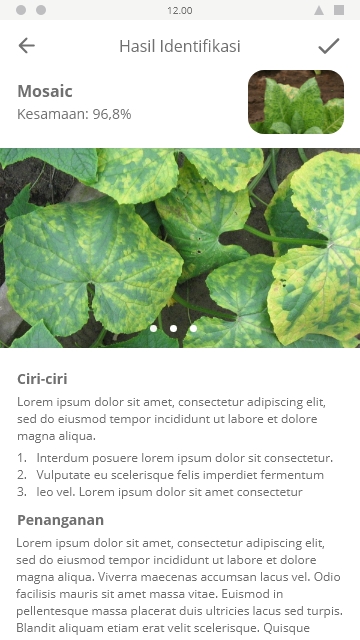 12.00
Hasil Identifikasi
Mosaic
Kesamaan: 96,8%
Ciri-ciri
Lorem ipsum dolor sit amet, consectetur adipiscing elit,
sed do eiusmod tempor incididunt ut labore et dolore
magna aliqua.
1. Interdum posuere lorem ipsum dolor sit consectetur.
2. Vulputate eu scelerisque felis imperdiet fermentum
3. leo vel. Lorem ipsum dolor sit amet consectetur
Penanganan
Lorem ipsum dolor sit amet, consectetur adipiscing elit,
sed do eiusmod tempor incididunt ut labore et dolore
magna aliqua. Viverra maecenas accumsan lacus vel. Odio
facilisis mauris sit amet massa vitae. Euismod in
pellentesque massa placerat duis ultricies lacus sed turpis.
Blandit aliquam etiam erat velit scelerisque. Quisque